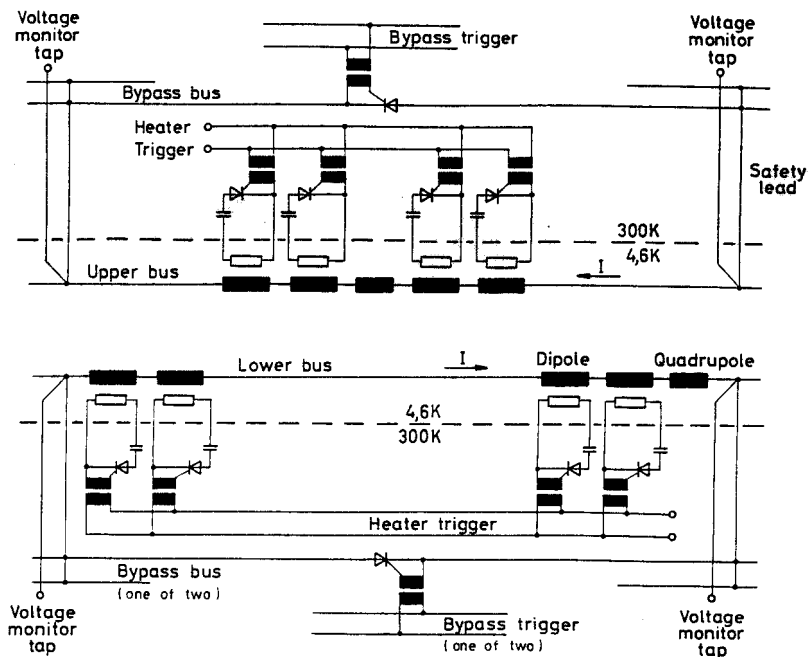 Voltage
monitor
tap
Bypass trigger
Voltage
monitor
tap
Bypass bus
Heater
Trigger
Safety
lead
300K
4,6K
Upper bus
I
Lower bus
I
Dipole
Quadrupole
4,6K
300K
Heater trigger
Bypass bus
(one of two)
Voltage
monitor
tap
Bypass trigger
(one of two)
Voltage
monitor
tap